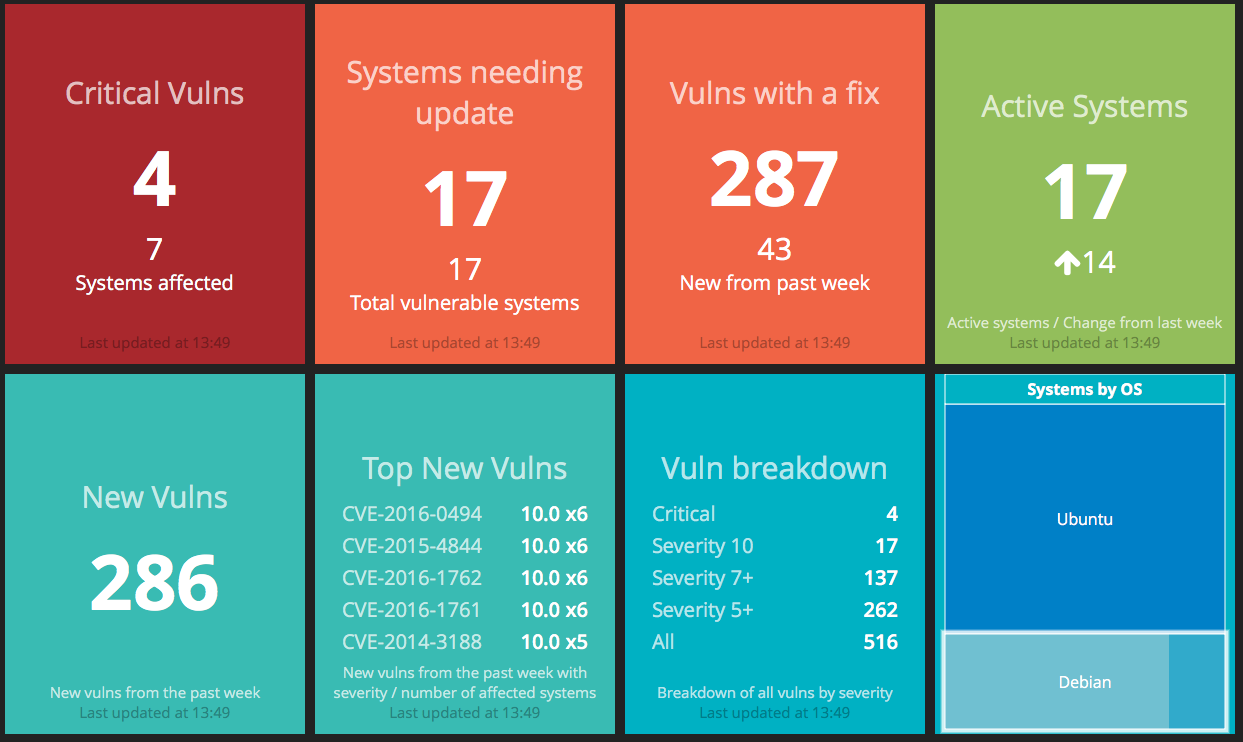 Critical Vulns
4
7
Systems affected
Last updated at 13:49
Systems needing
update
17
17
Total vulnerable systems
Last updated at 13:49
Vulns with a fix
287
43
New from past week
Last updated at 13:49
Active Systems
17
↑14
Active systems / Change from last week
Last updated at 13:49
New Vulns
286
New vulns from the past week
Last updated at 13:49
Top New Vulns
CVE-2016-0494 10.0 x6
CVE-2015-4844 10.0 x6
CVE-2016-1762 10.0 x6
CVE-2016-1761 10.0 x6
CVE-2014-3188 10.0 x5
New vulns from the past week with
severity / number of affected systems
Last updated at 13:49
Vuln breakdown
Critical 4
Severity 10 17
Severity 7+ 137
Severity 5+ 262
All 516
Breakdown of all vulns by severity
Last updated at 13:49
Systems by OS
Ubuntu
Debian